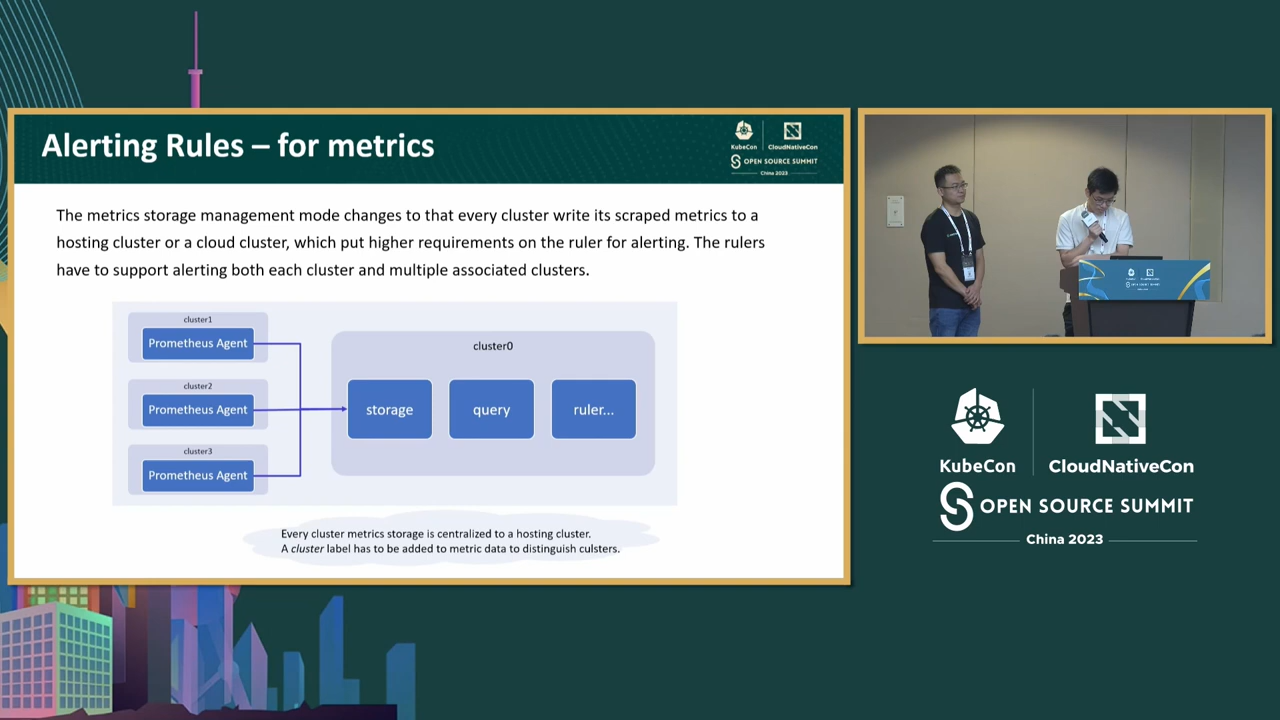 Alerting Rules – for metrics
KubeCon
CloudNativeCon
OPEN SOURCE SUMMIT
China 2023
The metrics storage management mode changes to that every cluster write its scraped metrics to a
hosting cluster or a cloud cluster, which put higher requirements on the ruler for alerting. The rulers
have to support alerting both each cluster and multiple associated clusters.
cluster1
Prometheus Agent
cluster2
Prometheus Agent
cluster3
Prometheus Agent
cluster0
storage
query
ruler...
Every cluster metrics storage is centralized to a hosting cluster.
A cluster label has to be added to metric data to distinguish culsters.
KubeCon
CloudNativeCon
OPEN SOURCE SUMMIT
China 2023